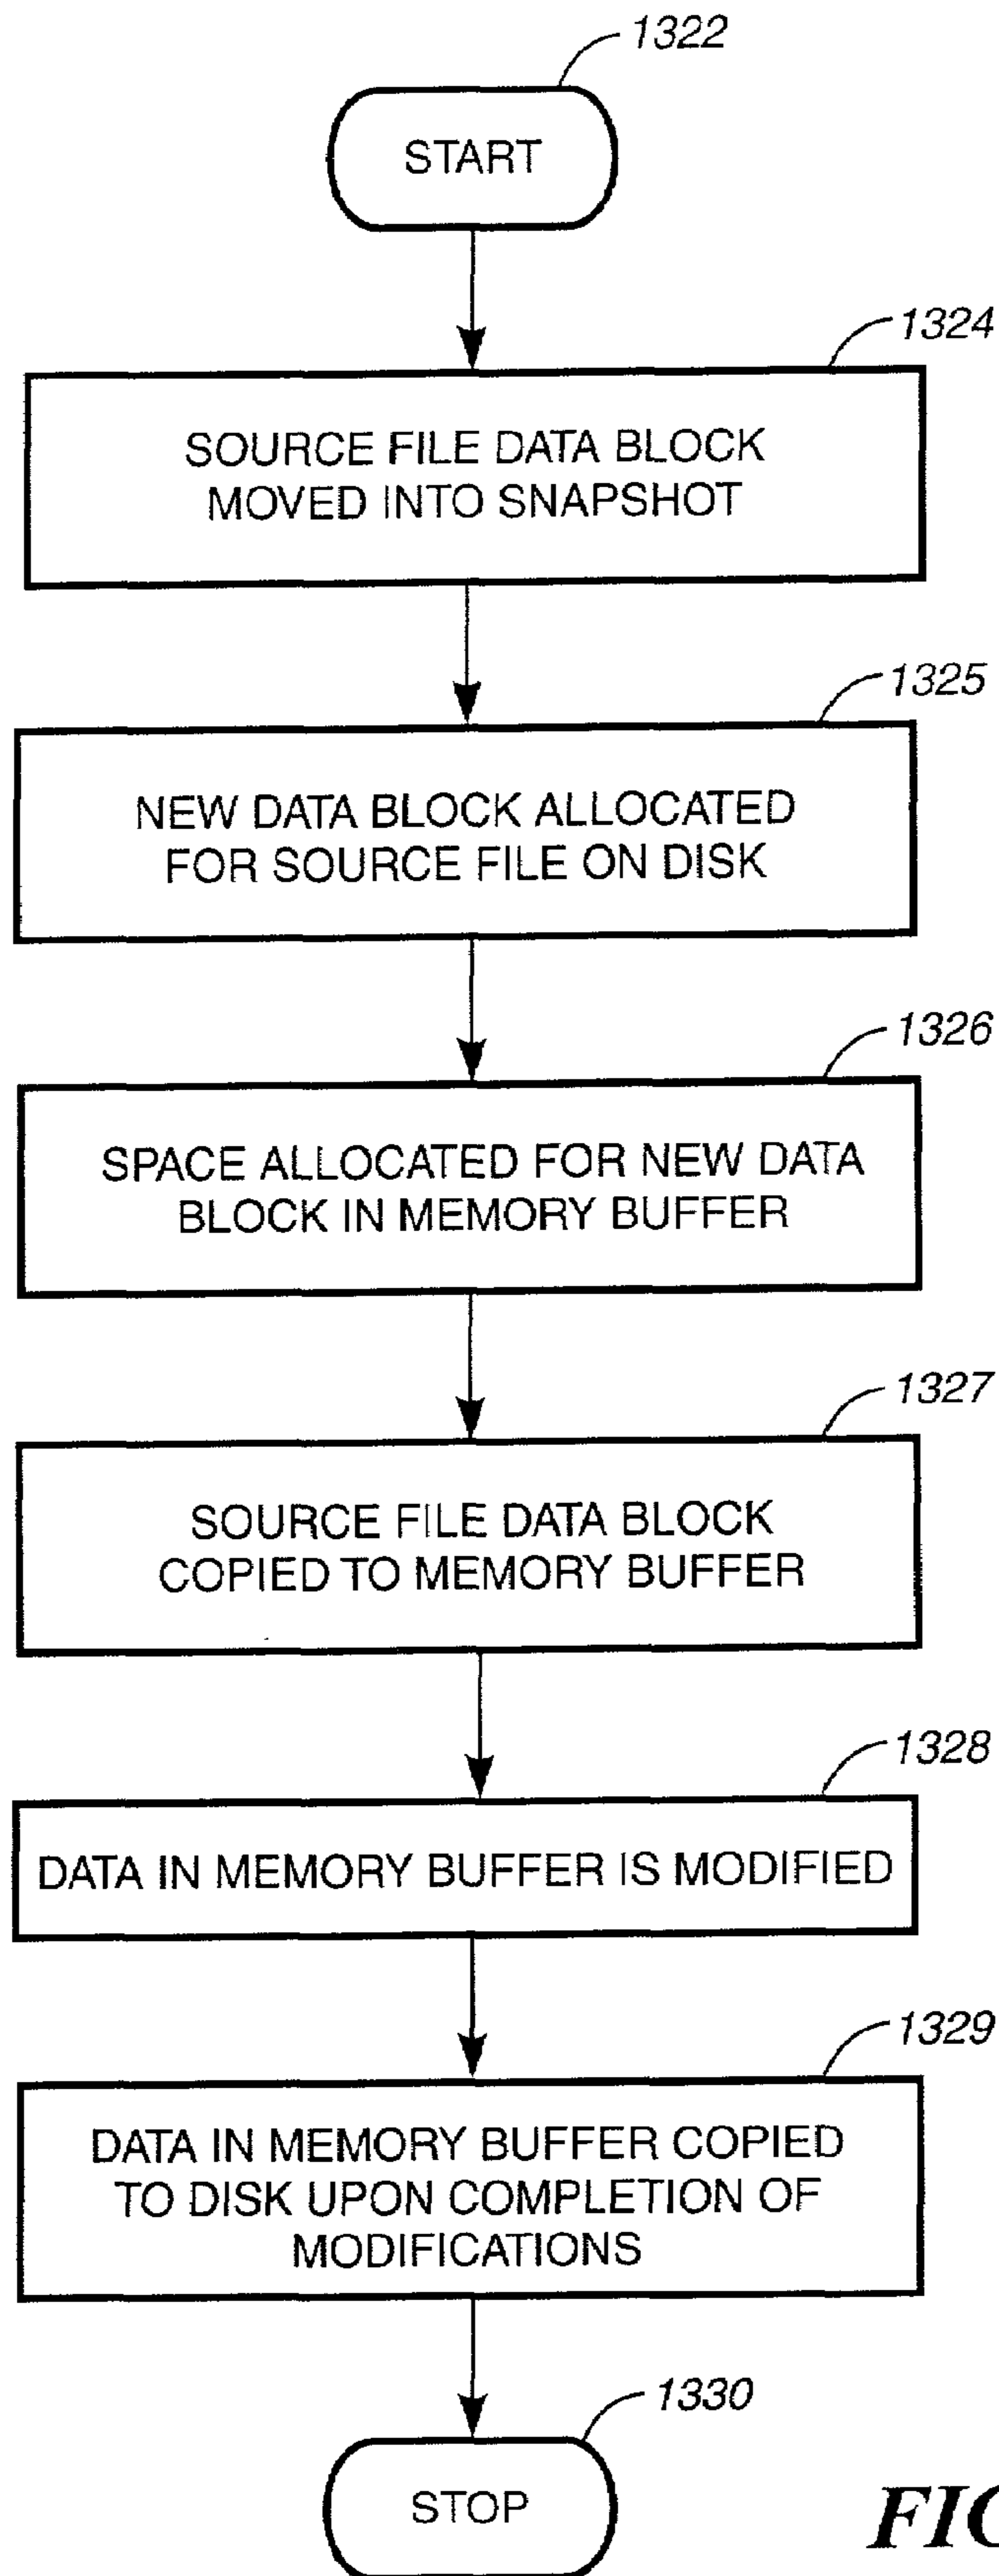 1322
START
1324
SOURCE FILE DATA BLOCK
MOVED INTO SNAPSHOT
1325
NEW DATA BLOCK ALLOCATED
FOR SOURCE FILE ON DISK
1326
SPACE ALLOCATED FOR NEW DATA
BLOCK IN MEMORY BUFFER
1327
SOURCE FILE DATA BLOCK
COPIED TO MEMORY BUFFER
1328
DATA IN MEMORY BUFFER IS MODIFIED
1329
DATA IN MEMORY BUFFER COPIED
TO DISK UPON COMPLETION OF
MODIFICATIONS
1330
STOP